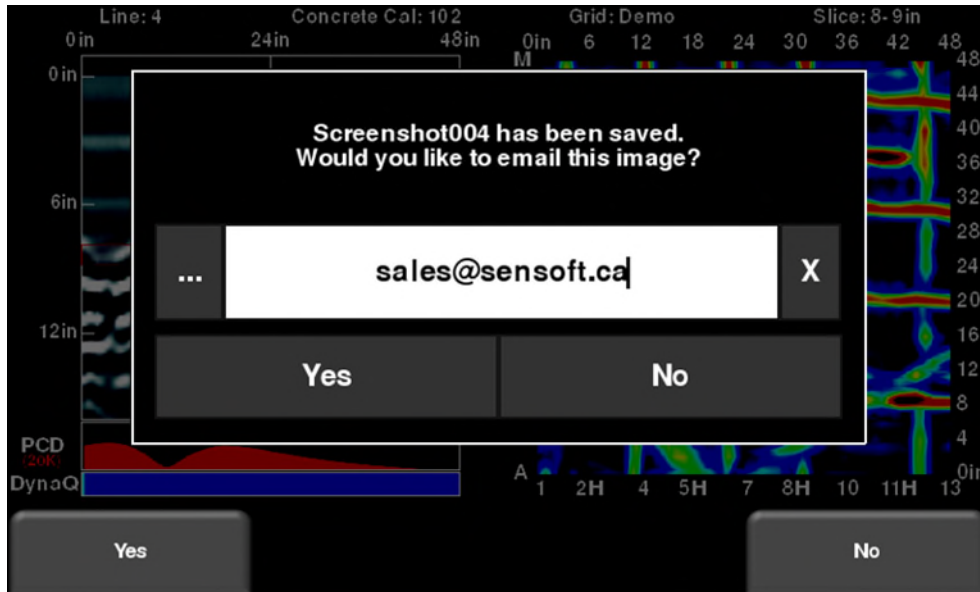 Line: 4 Concrete Cal: 102 Grid: Demo Slice: 8-9in
0in 24in 48in 0in 6 12 18 24 30 36 42 48
M 48
0in
44
40
36
6in 32
28
24
20
12in 16
12
8
4
A 0in
Screenshot004 has been saved.
Would you like to email this image?
... sales@sensoft.ca X
Yes No
PCD
(20K)
DynaQ
1 2H 4 5H 7 8H 10 11H 13
Yes No